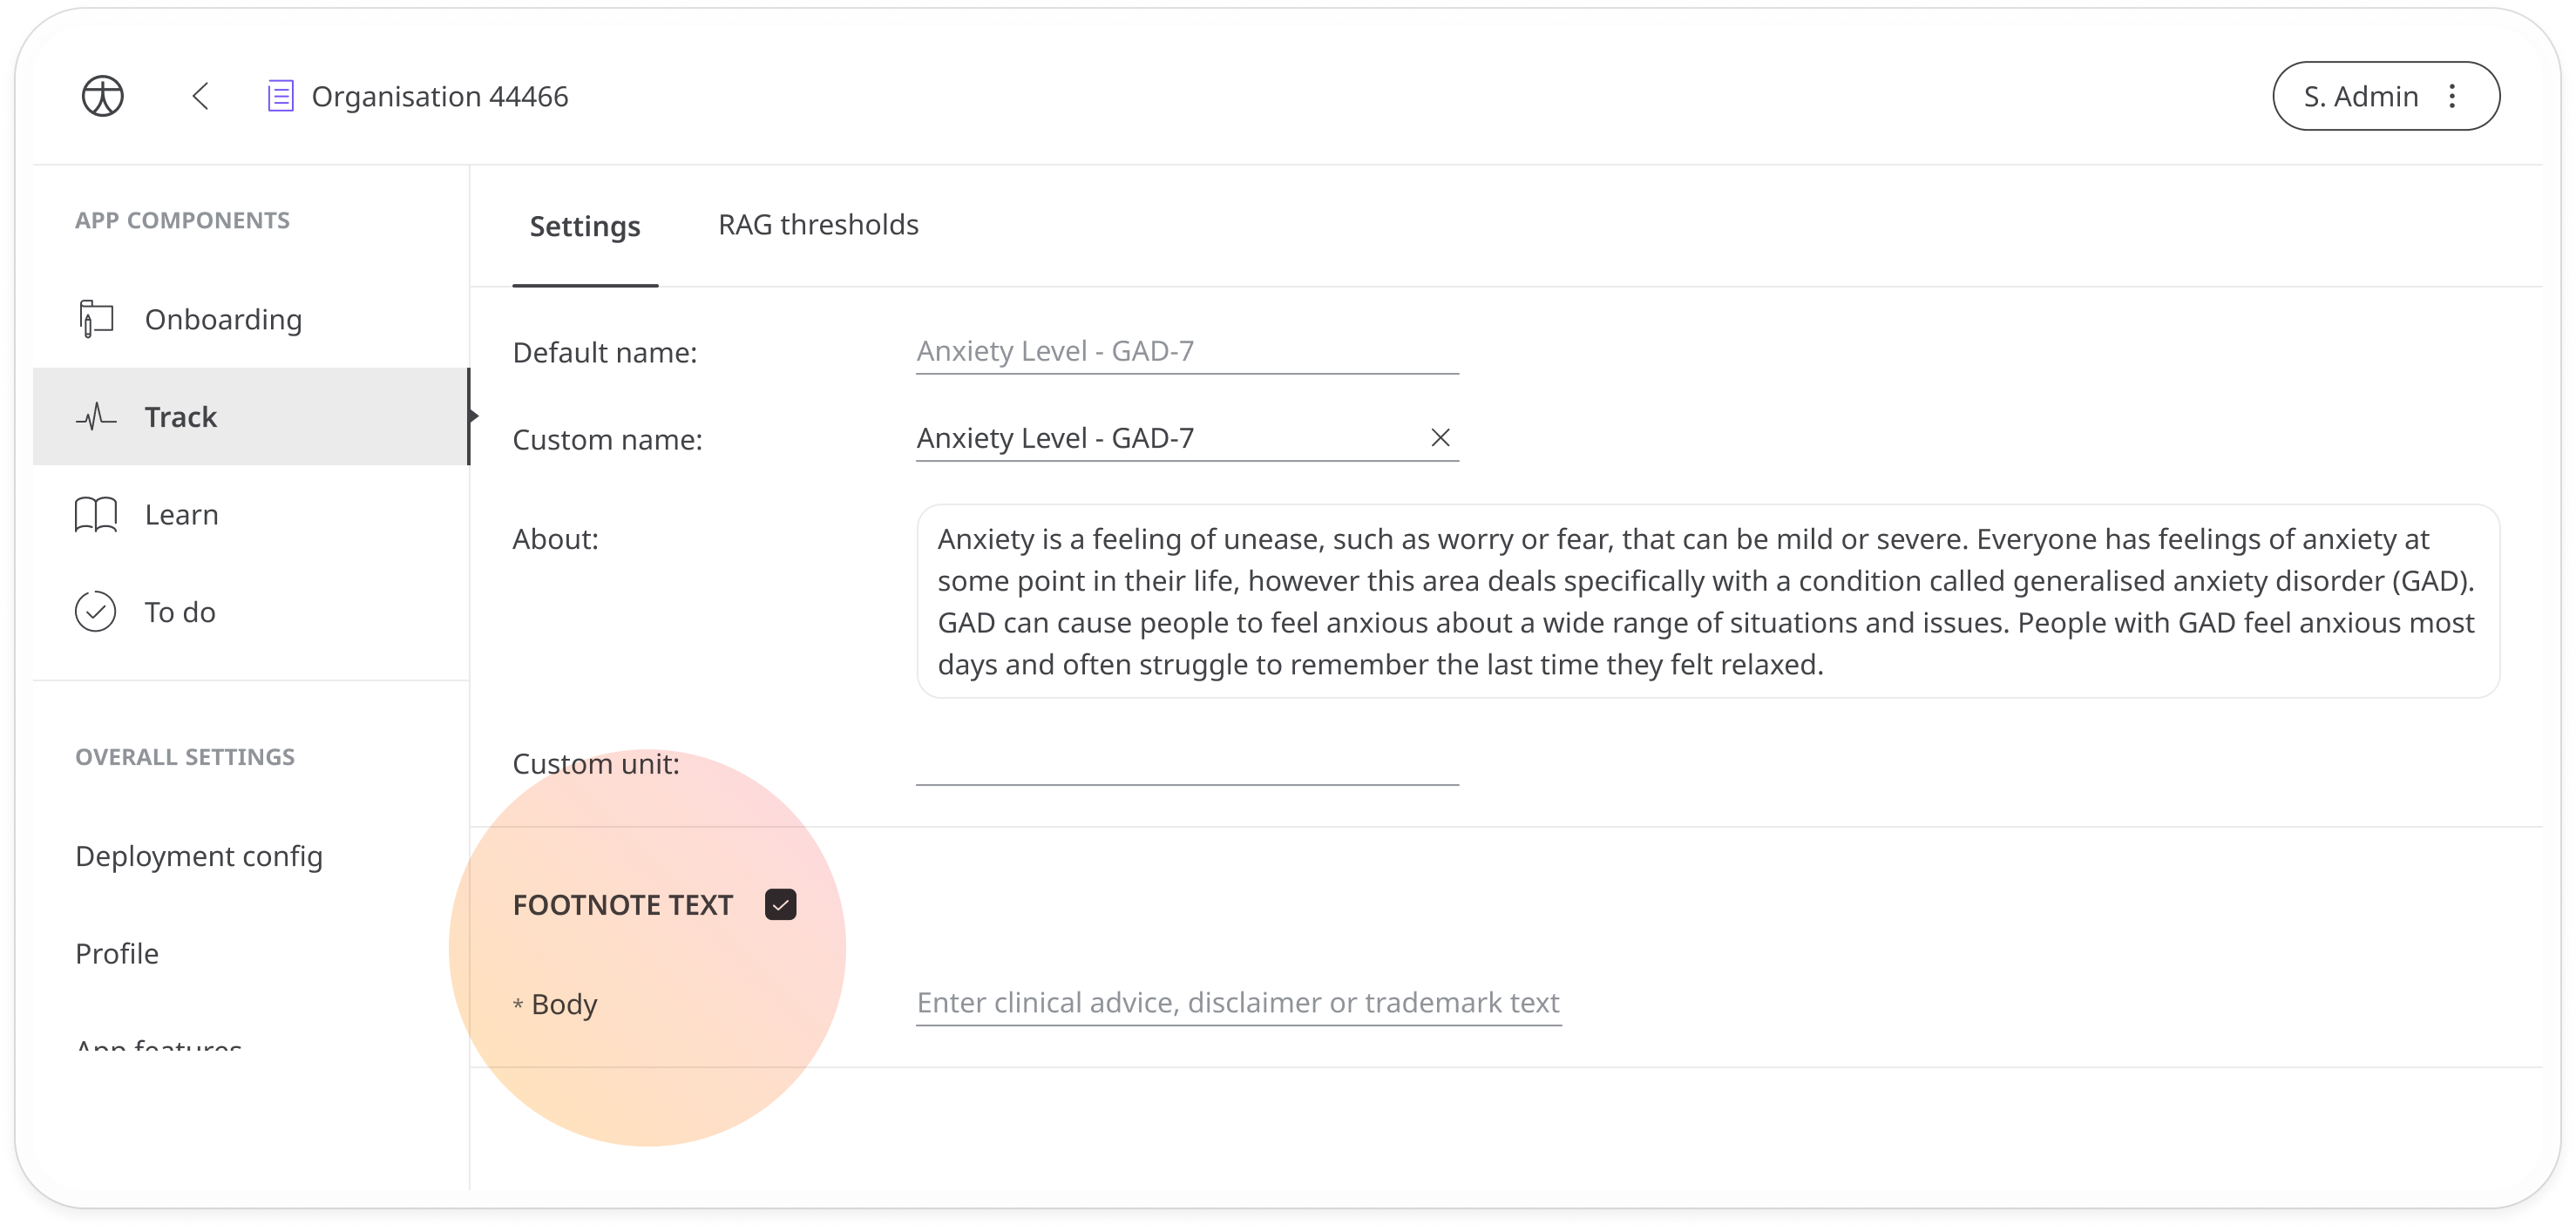 Organisation 44466
S. Admin
APP COMPONENTS
Onboarding
Track
Learn
To do
OVERALL SETTINGS
Deployment config
Profile
App features
Settings
RAG thresholds
Default name:
Anxiety Level - GAD-7
Custom name:
Anxiety Level - GAD-7
About:
Anxiety is a feeling of unease, such as worry or fear, that can be mild or severe. Everyone has feelings of anxiety at
some point in their life, however this area deals specifically with a condition called generalised anxiety disorder (GAD).
GAD can cause people to feel anxious about a wide range of situations and issues. People with GAD feel anxious most
days and often struggle to remember the last time they felt relaxed.
Custom unit:
FOOTNOTE TEXT
* Body
Enter clinical advice, disclaimer or trademark text